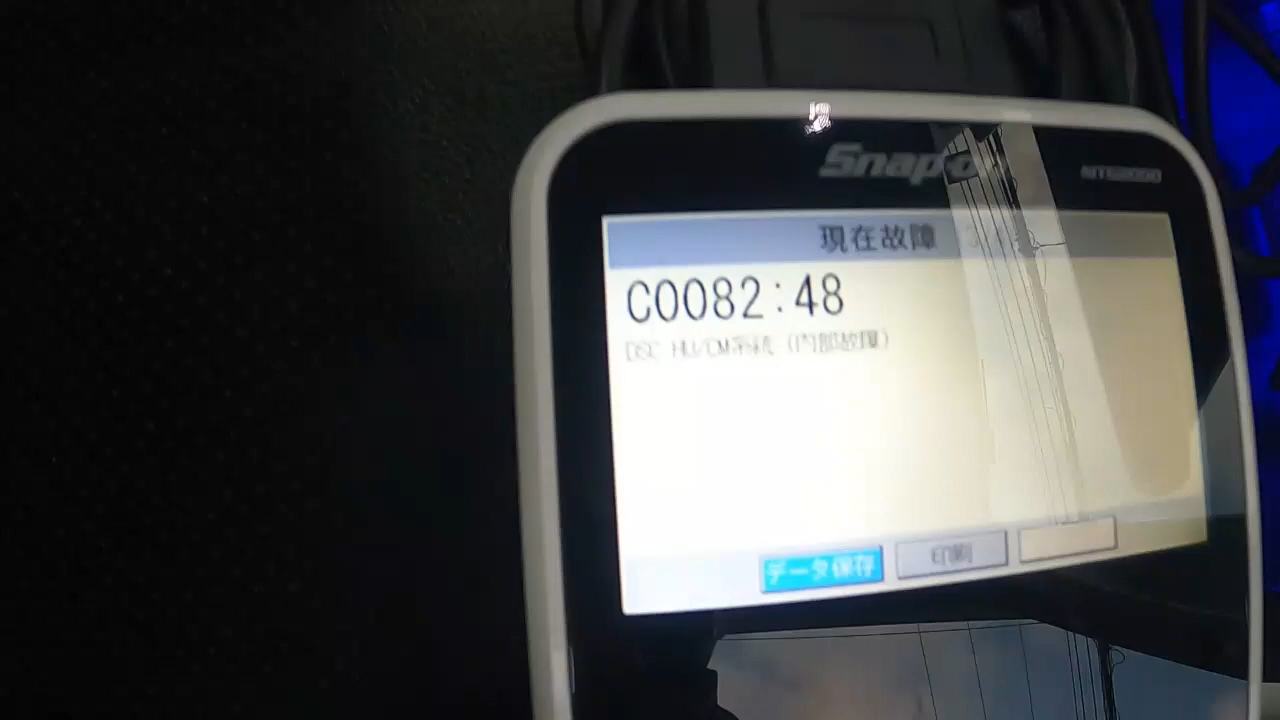 Snap-o
現在故障
C0082:48
DSC HU/CM系統 (内部故障)
データ保存
印刷